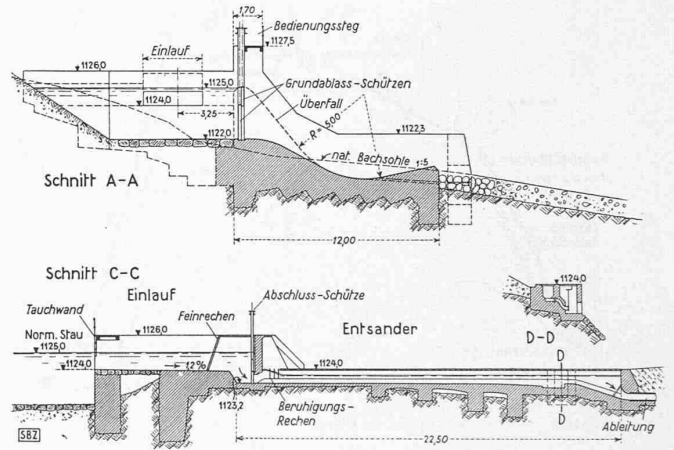 1,70
Bedienungssteg
1127,5
Einlauf
1126,0
1125,0
1124,0
3,25
Grundablass-Schützen
Überfall
R=5,00
1122,0
1122,3
nat. Bachsohle 1:5
Schnitt A-A
12,00
Schnitt C-C
Einlauf
Abschluss-Schütze
Tauchwand
Feinrechen
Entsander
1124,0
D-D
Norm. Stau
1125,0
1126,0
1124,0
12%
1124,0
D
1123,2
Beruhigungs-
Rechen
D
Ableitung
SBZ
22,50